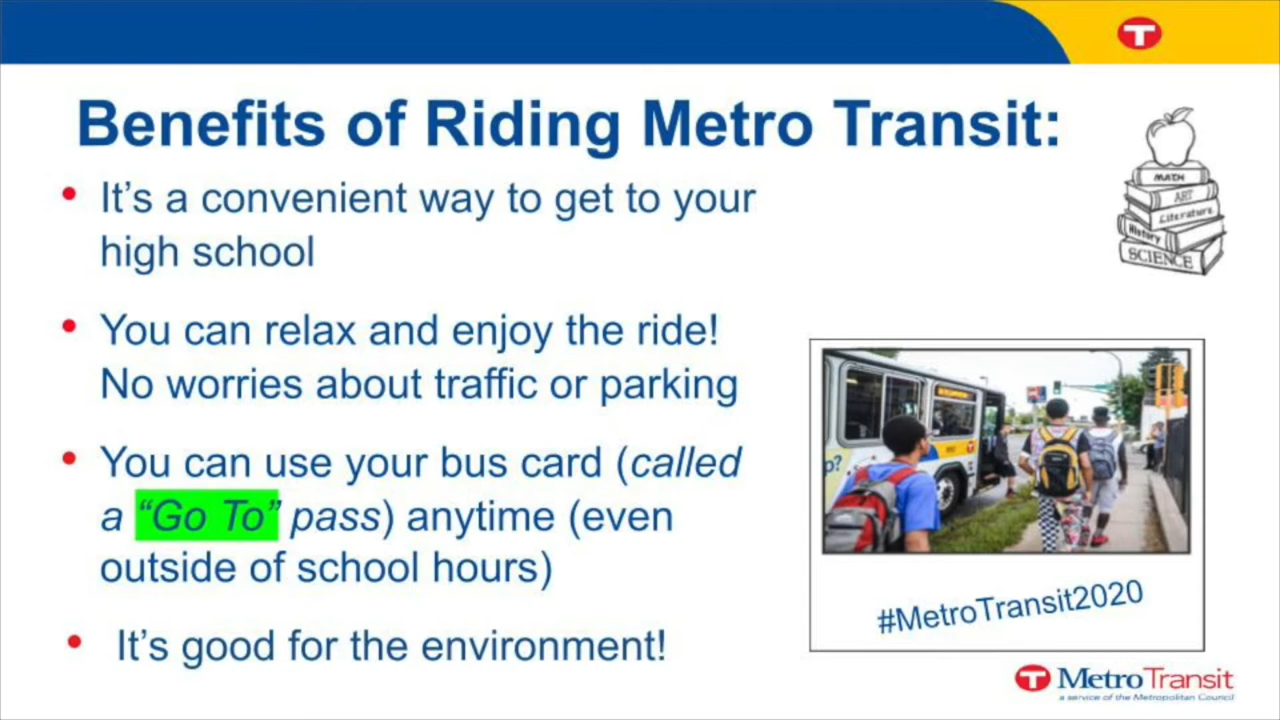 T
Benefits of Riding Metro Transit:
• It's a convenient way to get to your
high school
• You can relax and enjoy the ride!
No worries about traffic or parking
• You can use your bus card (called
a “Go To” pass) anytime (even
outside of school hours)
• It's good for the environment!
MATH
ART
Literature
History
SCIENCE
p?
#MetroTransit2020
T MetroTransit
a service of the Metropolitan Council